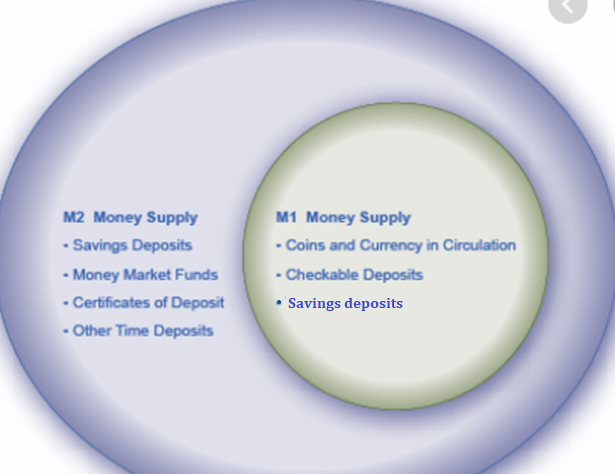 M2 Money Supply
- Savings Deposits
- Money Market Funds
- Certificates of Deposit
- Other Time Deposits
M1 Money Supply
- Coins and Currency in Circulation
- Checkable Deposits
• Savings deposits